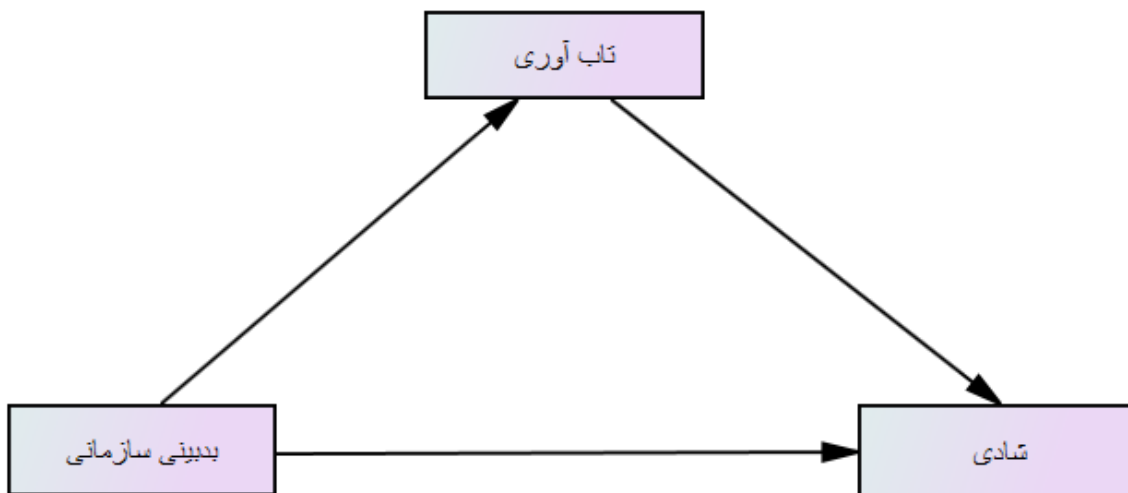 تاب آوری
بدبینی سازمانی
شادی